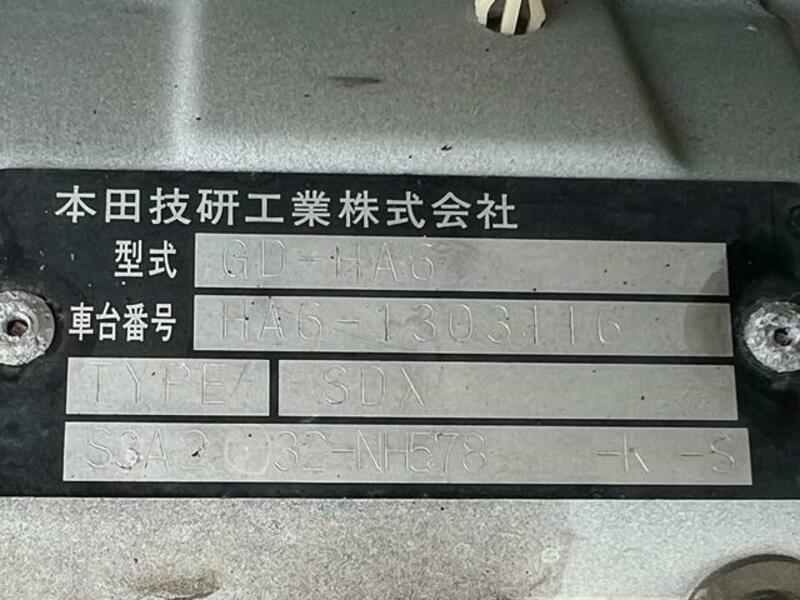 本田技研工業株式会社
型式 GD-HA6
車台番号 HA6-1303116
TYPE/ SDX
S3A2 32-NH578 -K -S